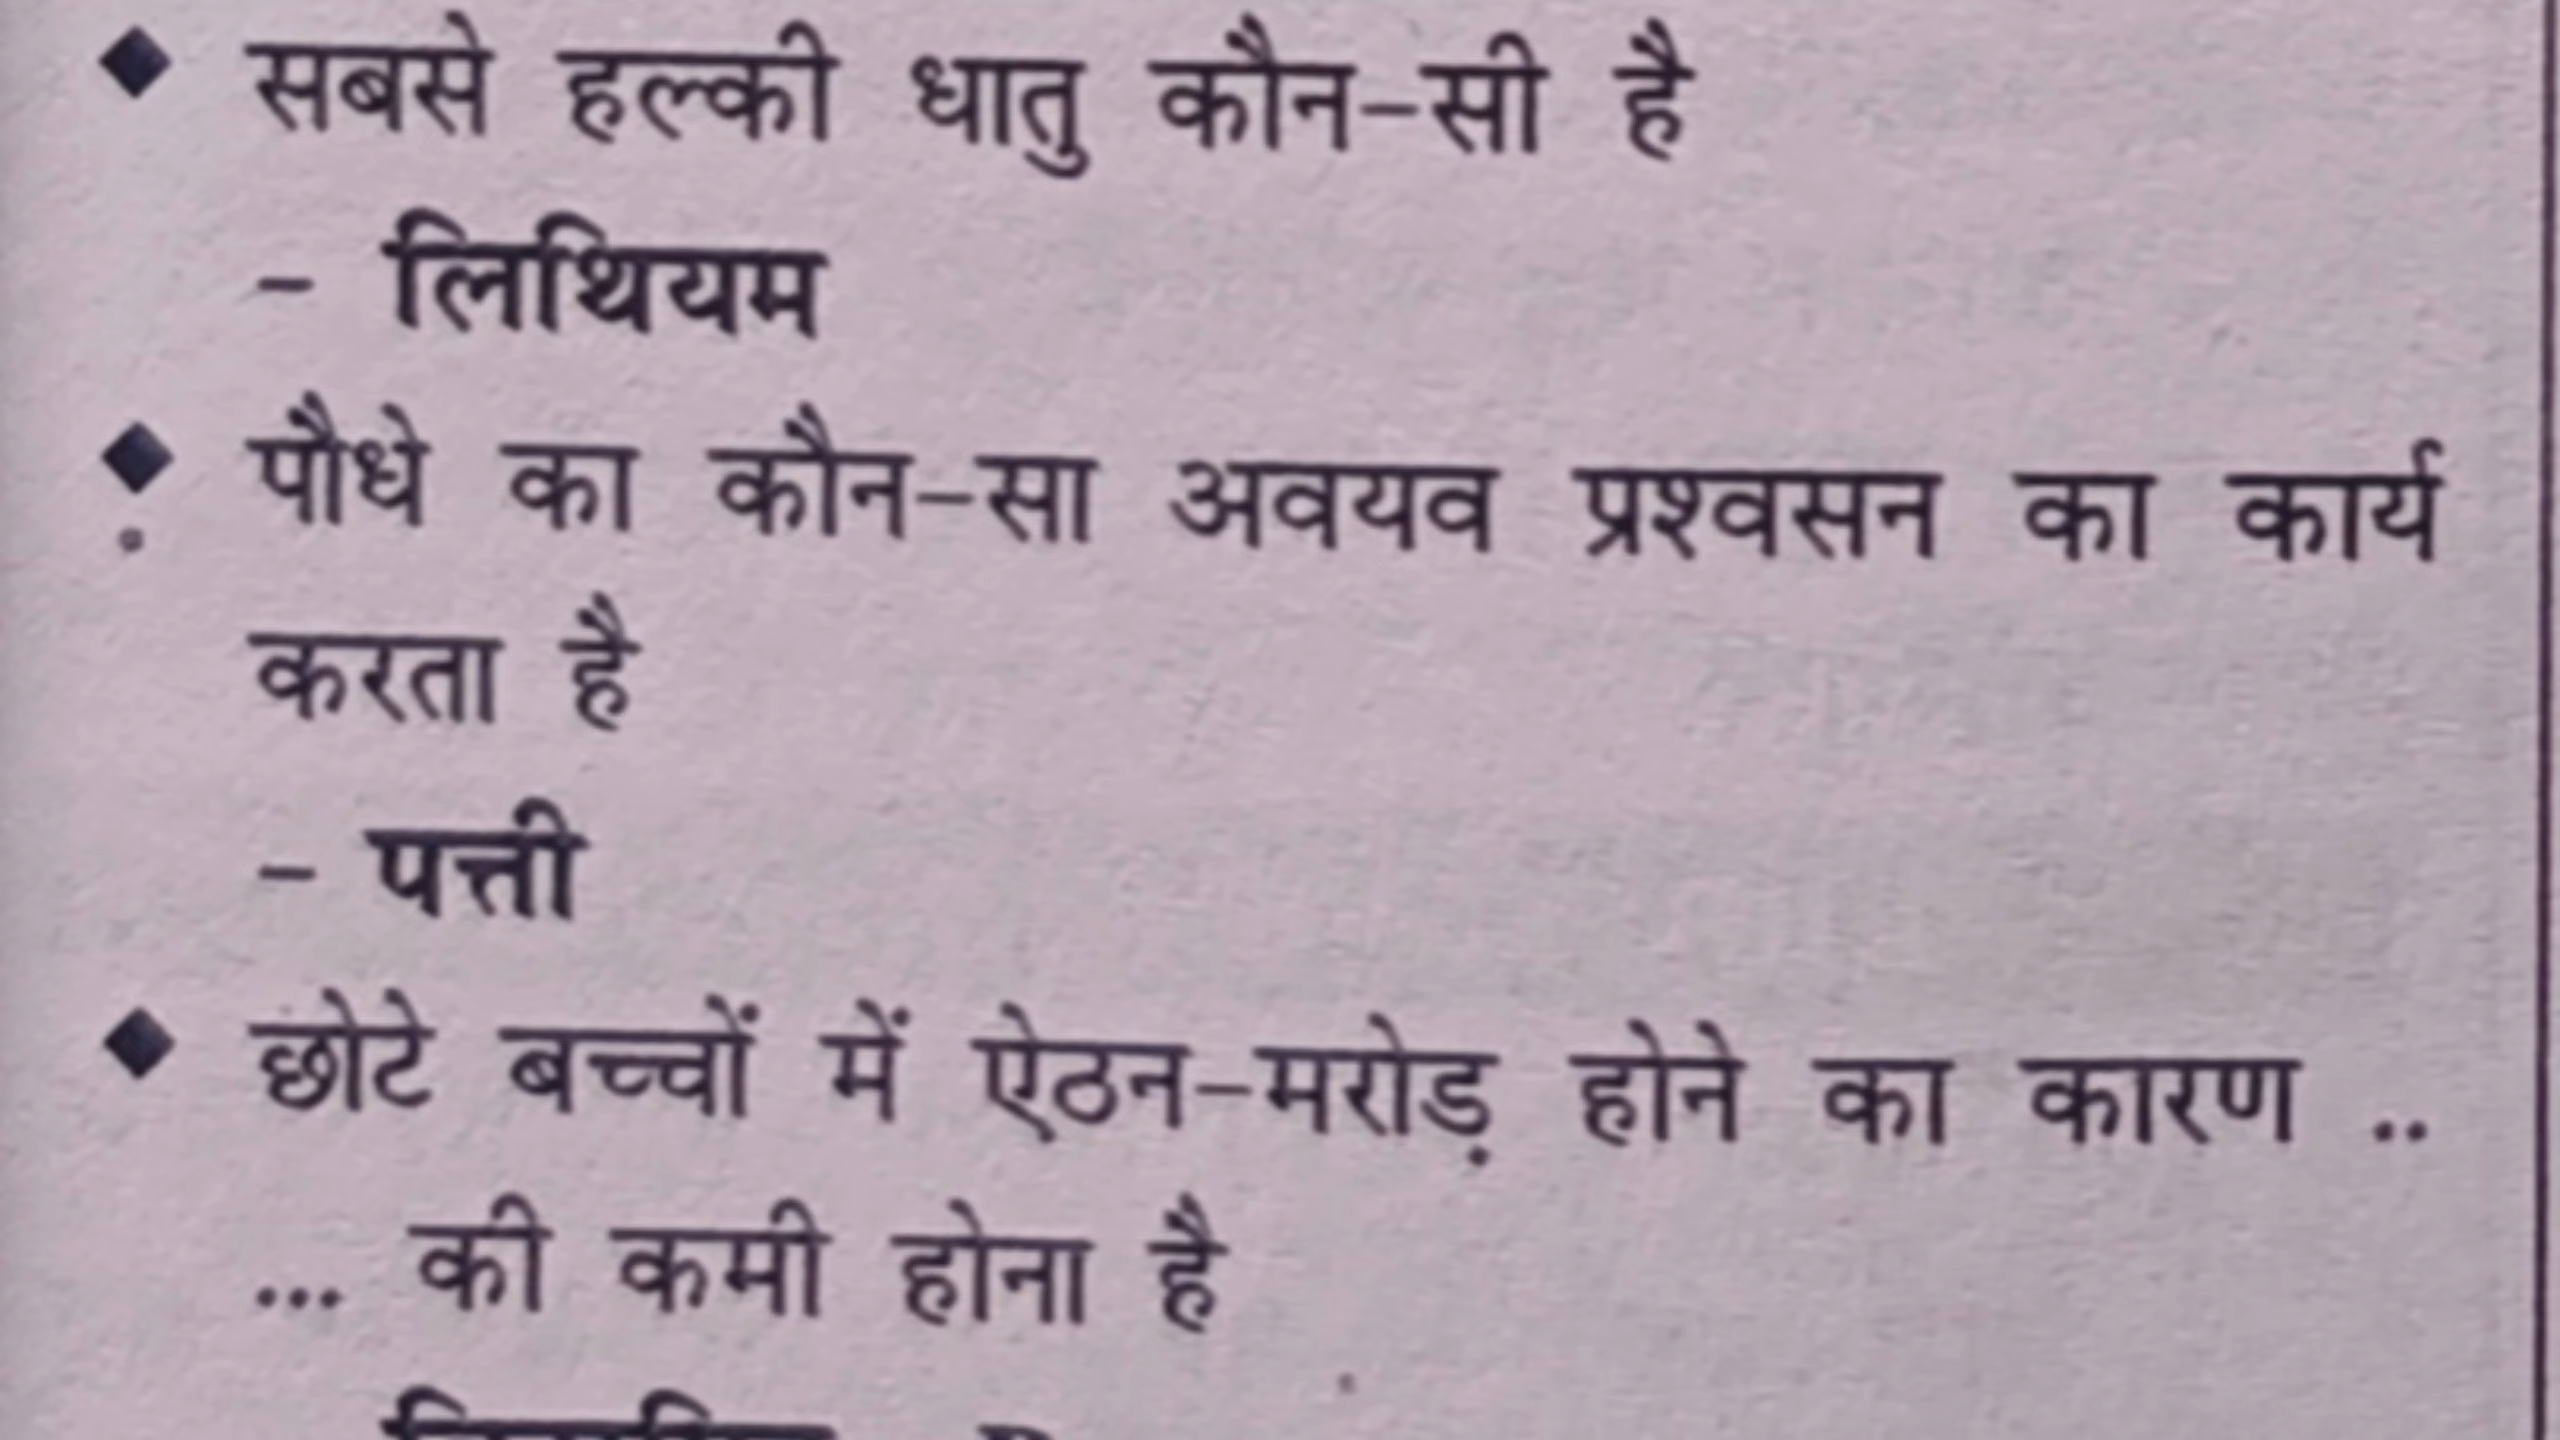 ◆ सबसे हल्की धातु कौन-सी है
- लिथियम
◆ पौधे का कौन-सा अवयव प्रश्वसन का कार्य
करता है
- पत्ती
◆ छोटे बच्चों में ऐठन-मरोड़ होने का कारण ..
... की कमी होना है